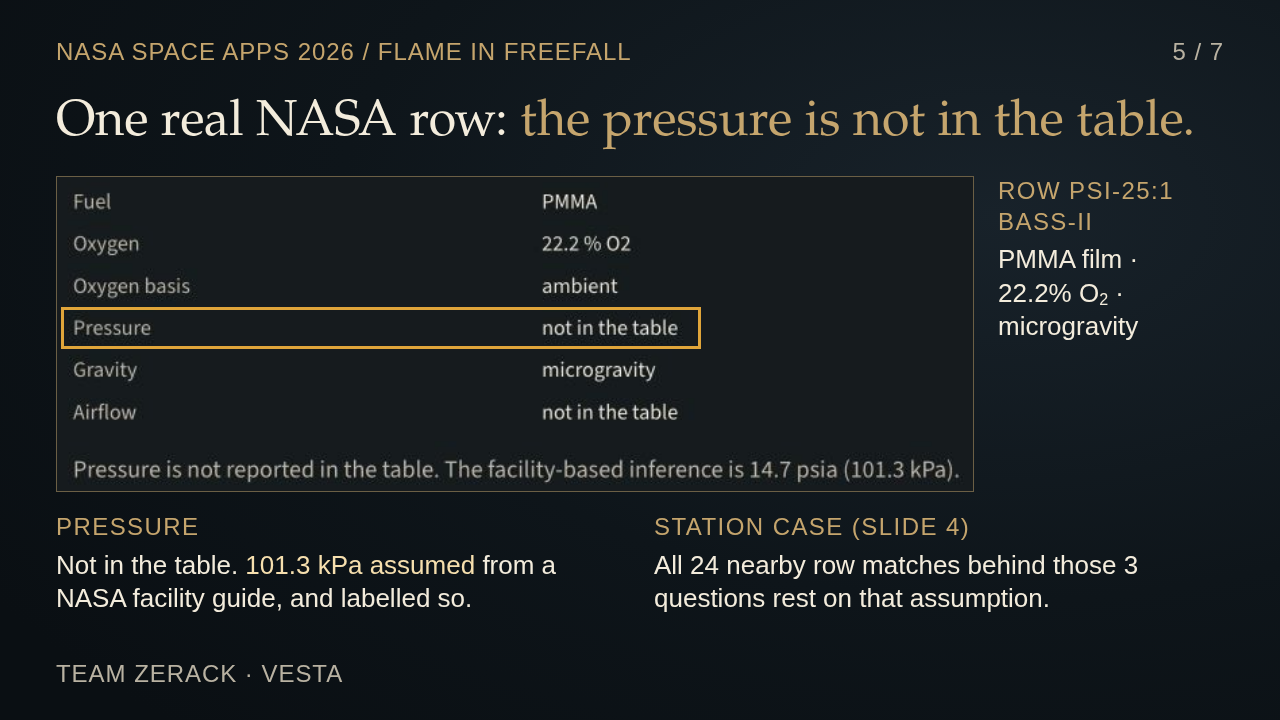 NASA SPACE APPS 2026 / FLAME IN FREEFALL
5 / 7
One real NASA row: the pressure is not in the table.
Fuel PMMA
Oxygen 22.2 % O2
Oxygen basis ambient
Pressure not in the table
Gravity microgravity
Airflow not in the table
Pressure is not reported in the table. The facility-based inference is 14.7 psia (101.3 kPa).
ROW PSI-25:1
BASS-II
PMMA film ·
22.2% O₂ ·
microgravity
PRESSURE
Not in the table. 101.3 kPa assumed from a
NASA facility guide, and labelled so.
STATION CASE (SLIDE 4)
All 24 nearby row matches behind those 3
questions rest on that assumption.
TEAM ZERACK · VESTA